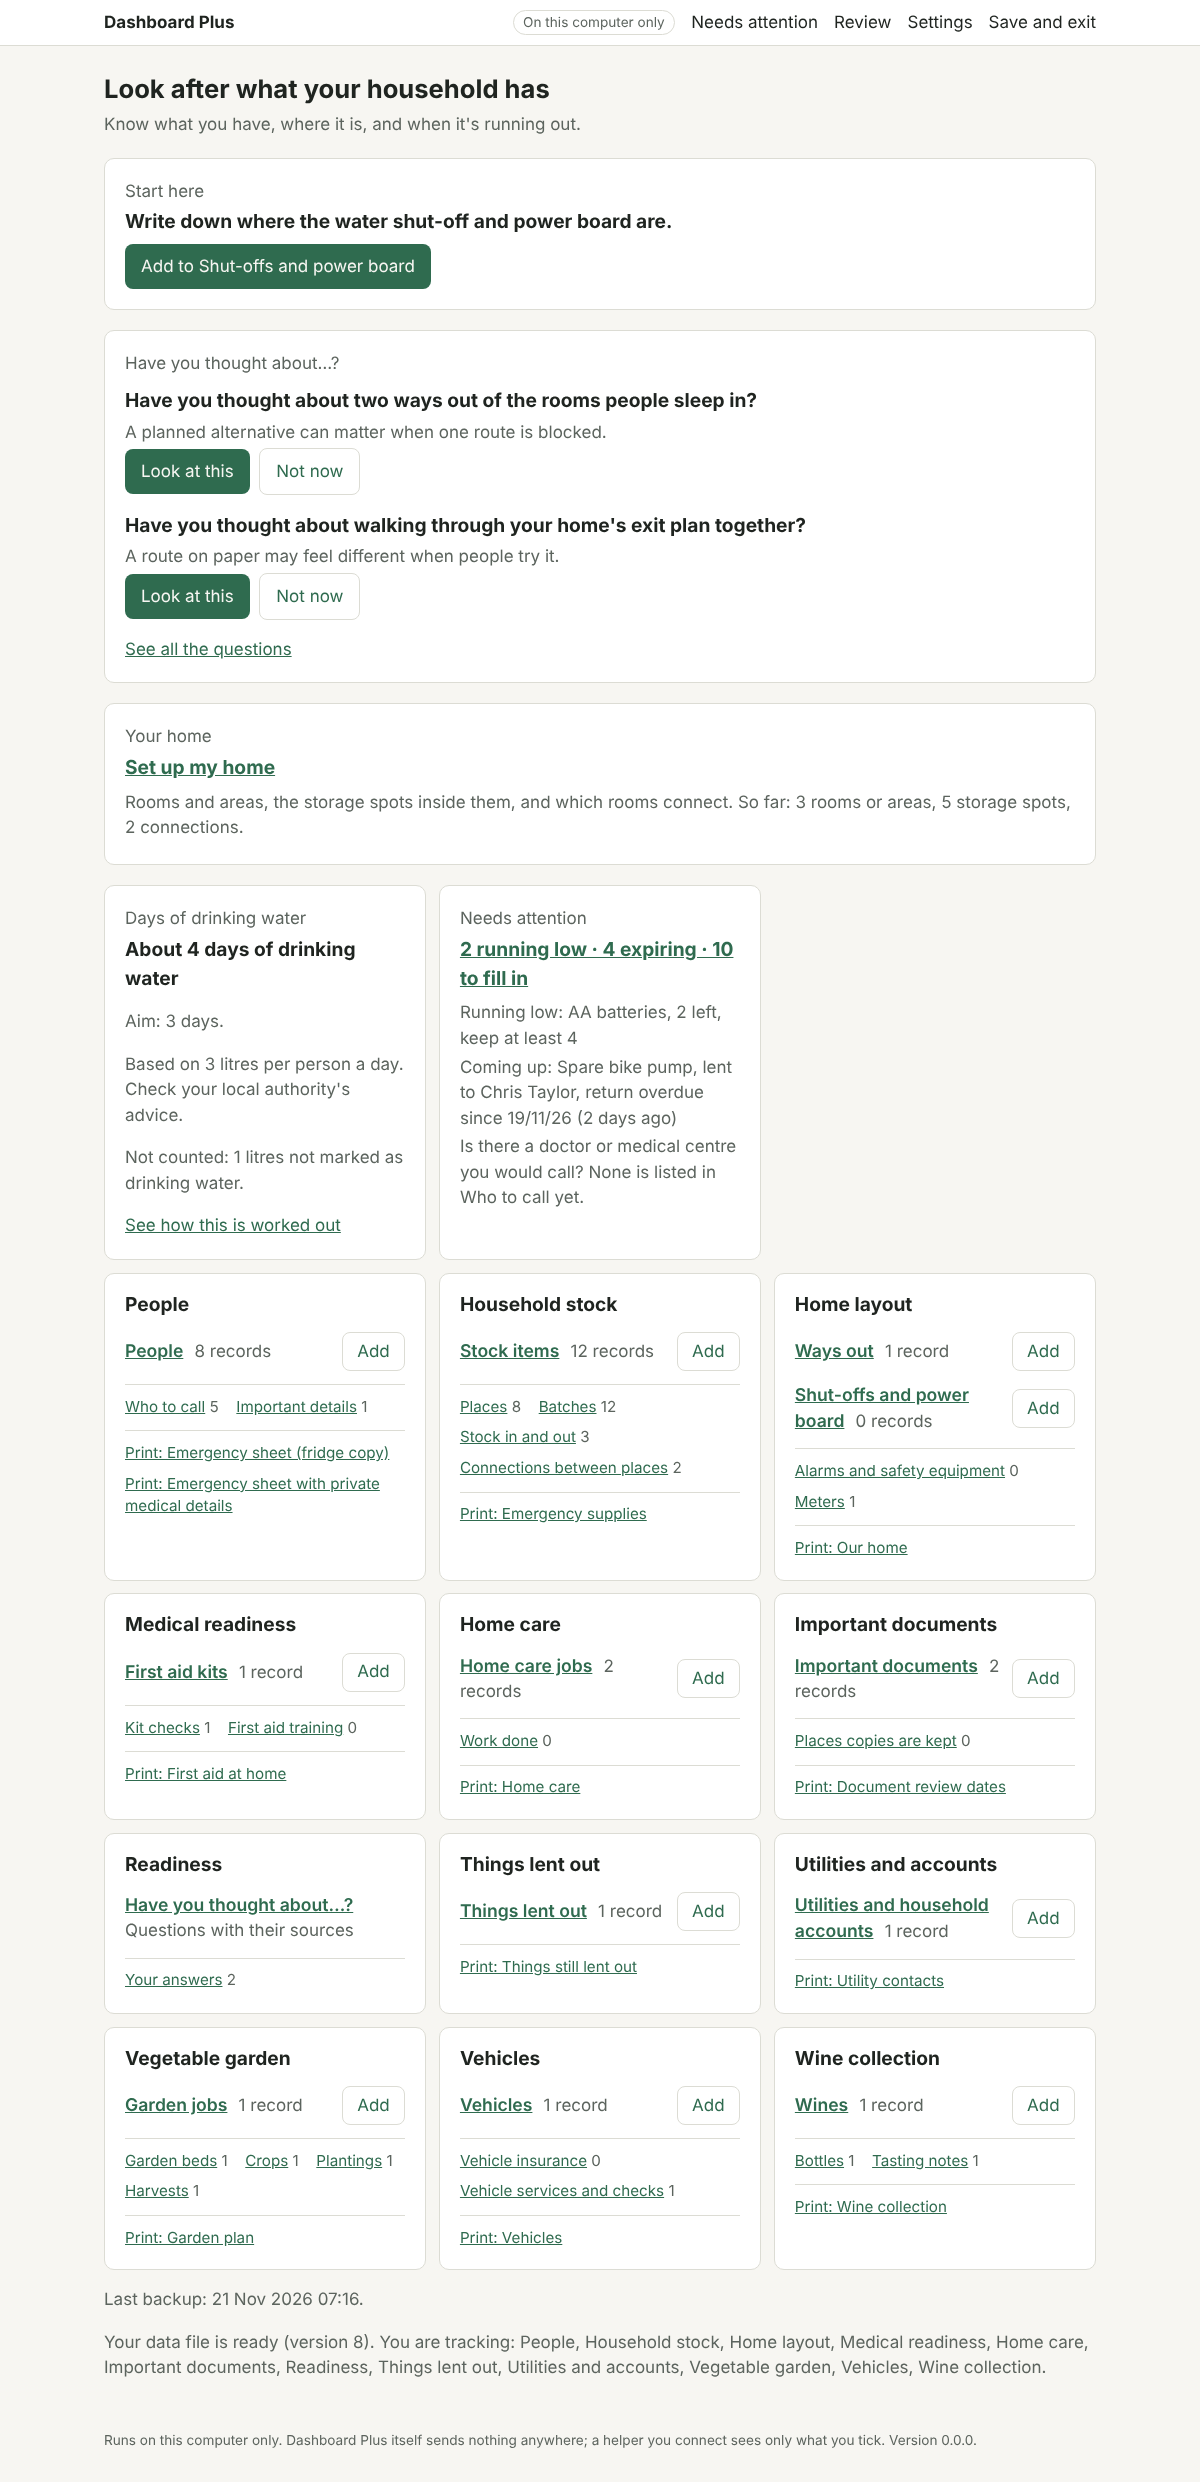 Dashboard Plus
On this computer only
Needs attention
Review
Settings
Save and exit
Look after what your household has
Know what you have, where it is, and when it's running out.
Start here
Write down where the water shut-off and power board are.
Add to Shut-offs and power board
Have you thought about...?
Have you thought about two ways out of the rooms people sleep in?
A planned alternative can matter when one route is blocked.
Look at this
Not now
Have you thought about walking through your home's exit plan together?
A route on paper may feel different when people try it.
Look at this
Not now
See all the questions
Your home
Set up my home
Rooms and areas, the storage spots inside them, and which rooms connect. So far: 3 rooms or areas, 5 storage spots,
2 connections.
Days of drinking water
About 4 days of drinking
water
Aim: 3 days.
Based on 3 litres per person a day.
Check your local authority's
advice.
Not counted: 1 litres not marked as
drinking water.
See how this is worked out
Needs attention
2 running low · 4 expiring · 10
to fill in
Running low: AA batteries, 2 left,
keep at least 4
Coming up: Spare bike pump, lent
to Chris Taylor, return overdue
since 19/11/26 (2 days ago)
Is there a doctor or medical centre
you would call? None is listed in
Who to call yet.
People
People 8 records
Add
Who to call 5 Important details 1
Print: Emergency sheet (fridge copy)
Print: Emergency sheet with private
medical details
Household stock
Stock items 12 records
Add
Places 8 Batches 12
Stock in and out 3
Connections between places 2
Print: Emergency supplies
Home layout
Ways out 1 record
Add
Shut-offs and power
board 0 records
Add
Alarms and safety equipment 0
Meters 1
Print: Our home
Medical readiness
First aid kits 1 record
Add
Kit checks 1 First aid training 0
Print: First aid at home
Home care
Home care jobs 2
records
Add
Work done 0
Print: Home care
Important documents
Important documents 2
records
Add
Places copies are kept 0
Print: Document review dates
Readiness
Have you thought about...?
Questions with their sources
Your answers 2
Things lent out
Things lent out 1 record
Add
Print: Things still lent out
Utilities and accounts
Utilities and household
accounts 1 record
Add
Print: Utility contacts
Vegetable garden
Garden jobs 1 record
Add
Garden beds 1 Crops 1 Plantings 1
Harvests 1
Print: Garden plan
Vehicles
Vehicles 1 record
Add
Vehicle insurance 0
Vehicle services and checks 1
Print: Vehicles
Wine collection
Wines 1 record
Add
Bottles 1 Tasting notes 1
Print: Wine collection
Last backup: 21 Nov 2026 07:16.
Your data file is ready (version 8). You are tracking: People, Household stock, Home layout, Medical readiness, Home care,
Important documents, Readiness, Things lent out, Utilities and accounts, Vegetable garden, Vehicles, Wine collection.
Runs on this computer only. Dashboard Plus itself sends nothing anywhere; a helper you connect sees only what you tick. Version 0.0.0.